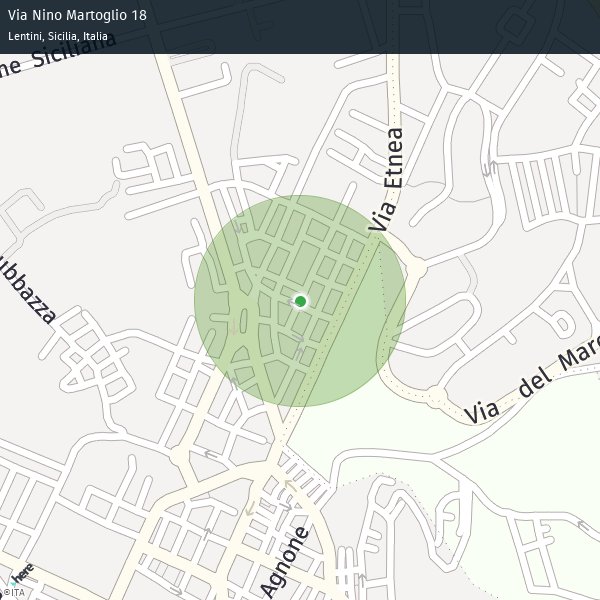 Via Nino Martoglio 18
Lentini, Sicilia, Italia
ne Siciliana
Via Etnea
ubbazza
Via del Mare
Agnone
here
©ITA